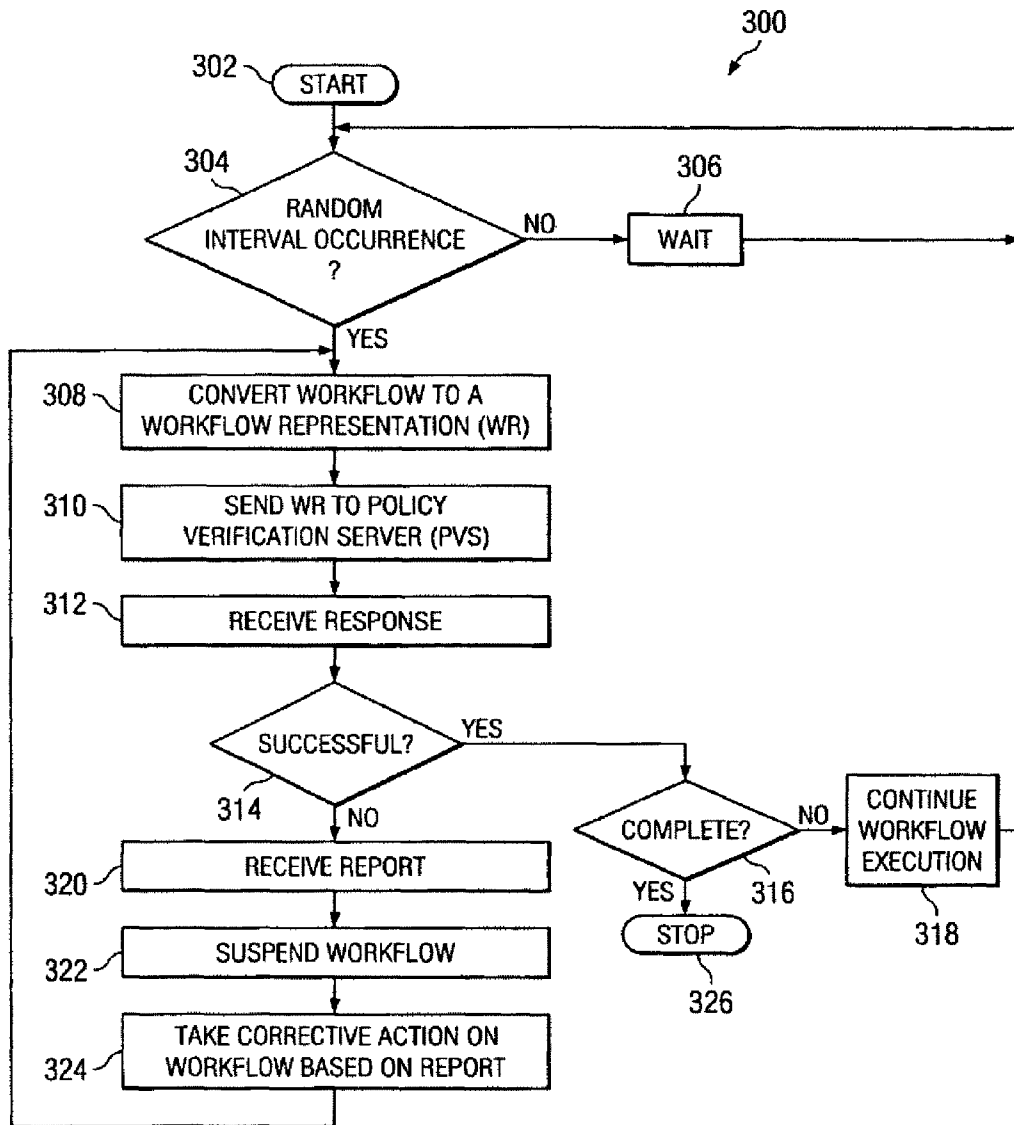 300
302
START
304
RANDOM
INTERVAL OCCURRENCE
?
NO
306
WAIT
YES
308
CONVERT WORKFLOW TO A
WORKFLOW REPRESENTATION (WR)
310
SEND WR TO POLICY
VERIFICATION SERVER (PVS)
312
RECEIVE RESPONSE
SUCCESSFUL?
YES
314
NO
COMPLETE?
NO
316
YES
CONTINUE
WORKFLOW
EXECUTION
318
STOP
326
320
RECEIVE REPORT
322
SUSPEND WORKFLOW
324
TAKE CORRECTIVE ACTION ON
WORKFLOW BASED ON REPORT